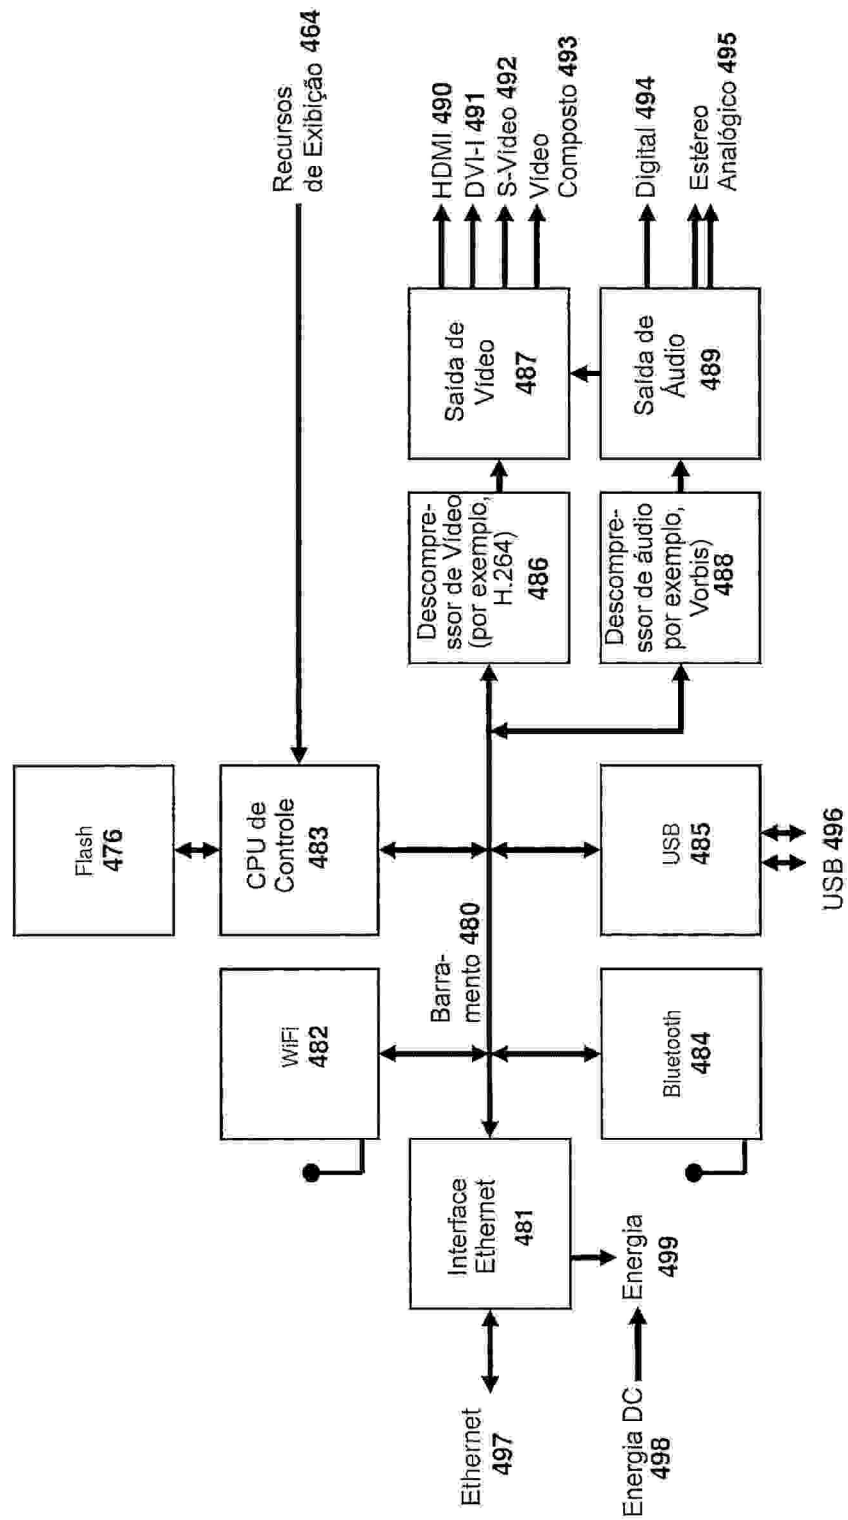 Flash
476
CPU de
Controle
483
Recursos
de Exibição 464
WiFi
482
Barra-
mento 480
Interface
Ethernet
481
Ethernet
497
Energia DC
498
Energia
499
Bluetooth
484
USB
485
USB 496
Descompre-
ssor de Vídeo
(por exemplo,
H.264)
486
Saída de
Vídeo
487
HDMI 490
DVI-I 491
S-Vídeo 492
Vídeo
Composto 493
Descompre-
ssor de áudio
por exemplo,
Vorbis)
488
Saída de
Áudio
489
Digital 494
Estéreo
Analógico 495